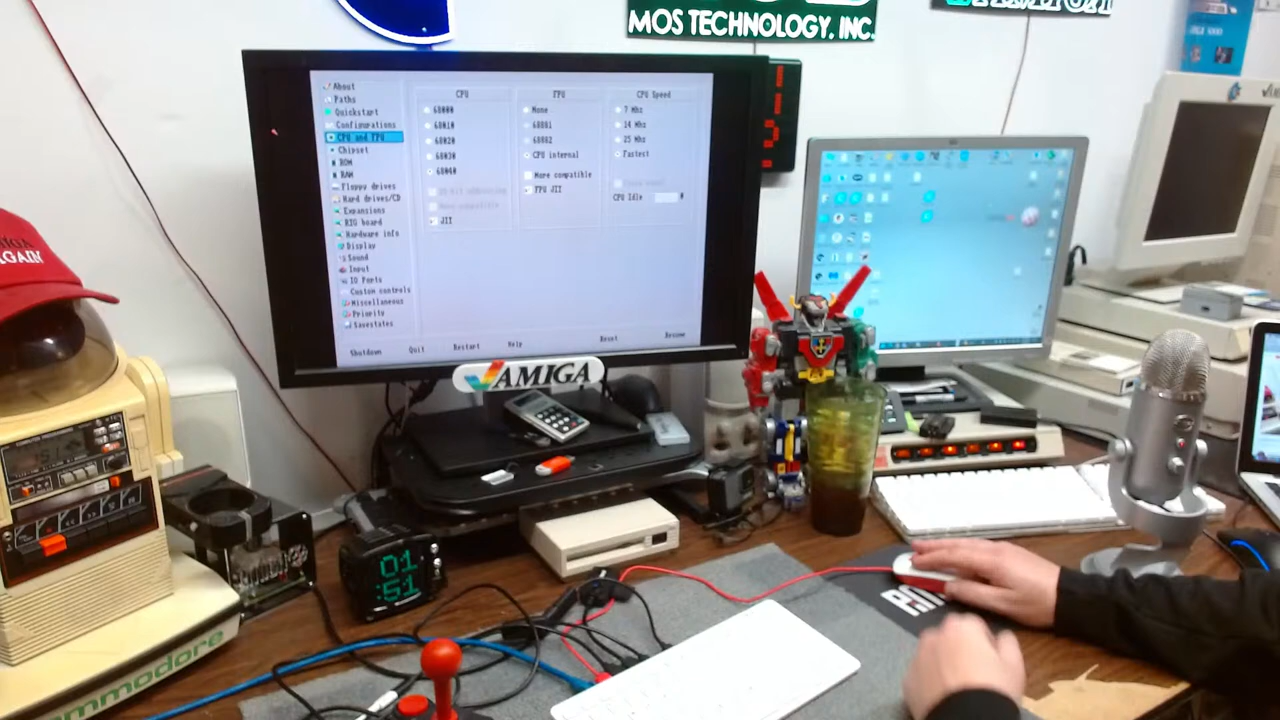 MOS TECHNOLOGY, INC.
About
Paths
Quickstart
Configurations
CPU and FPU
Chipset
ROM
RAM
Floppy drives
Hard drives/CD
Expansions
RTG board
Hardware info
Display
Sound
Input
IO Ports
Custom controls
Miscellaneous
Priority
Savestates
CPU
68000
68010
68020
68030
68040
JIT
FPU
None
68881
68882
CPU internal
More compatible
FPU JIT
CPU Speed
7 Mhz
14 Mhz
25 Mhz
Fastest
CPU Idle
Shutdown
Quit
Restart
Help
Reset
Resume
AMIGA
AGAIN
01
:51
commodore